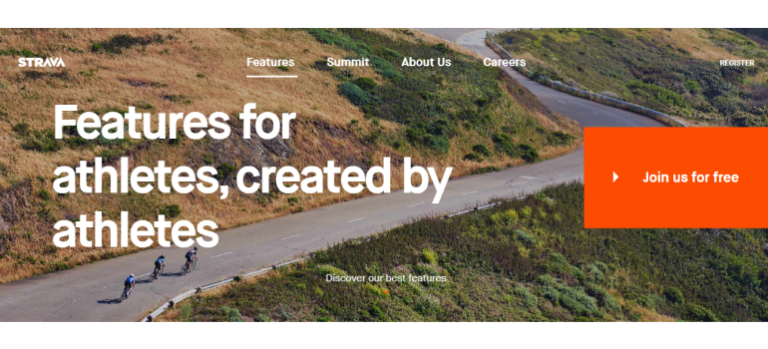 STRAVA
Features
Summit
About Us
Careers
REGISTER
Features for
athletes, created by
athletes
Join us for free
Discover our best features